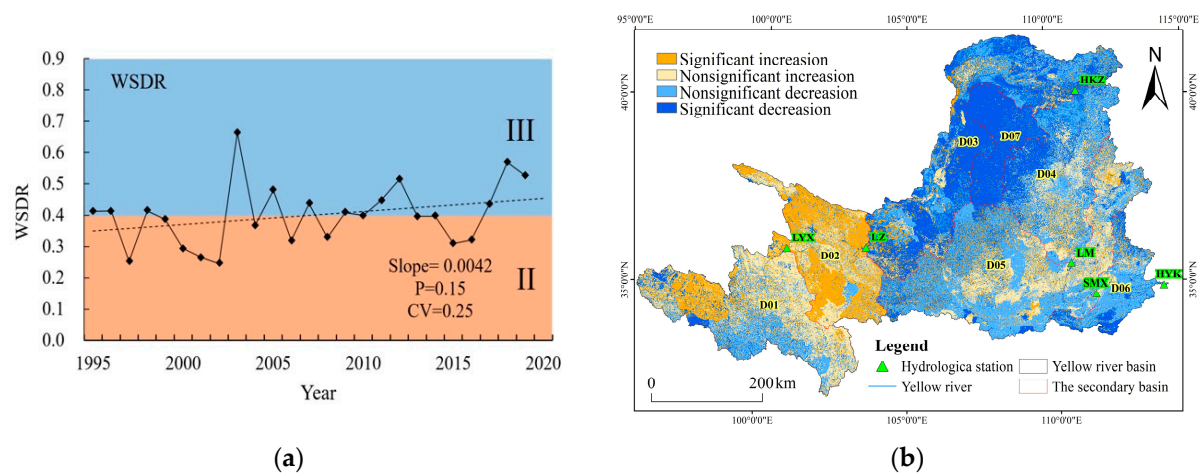 0.9
0.8
0.7
0.6
0.5
0.4
0.3
0.2
0.1
0.0
WSDR
WSDR
III
II
Slope= 0.0042
P=0.15
CV=0.25
1995 2000 2005 2010 2015 2020
Year
(a)
95°0'0"E 100°0'0"E 105°0'0"E 110°0'0"E 115°0'0"E
Significant increasion
Nonsignificant increasion
Nonsignificant decreasion
Significant decreasion
N
40°0'0"N
40°0'0"N
HKZ
D03
D07
D04
LYX
LZ
D02
D05
LM
HYK
SMX
D06
D01
35°0'0"N
35°0'0"N
Legend
Hydrologica station
Yellow river basin
Yellow river
The secondary basin
0 200 km
100°0'0"E 105°0'0"E 110°0'0"E
(b)